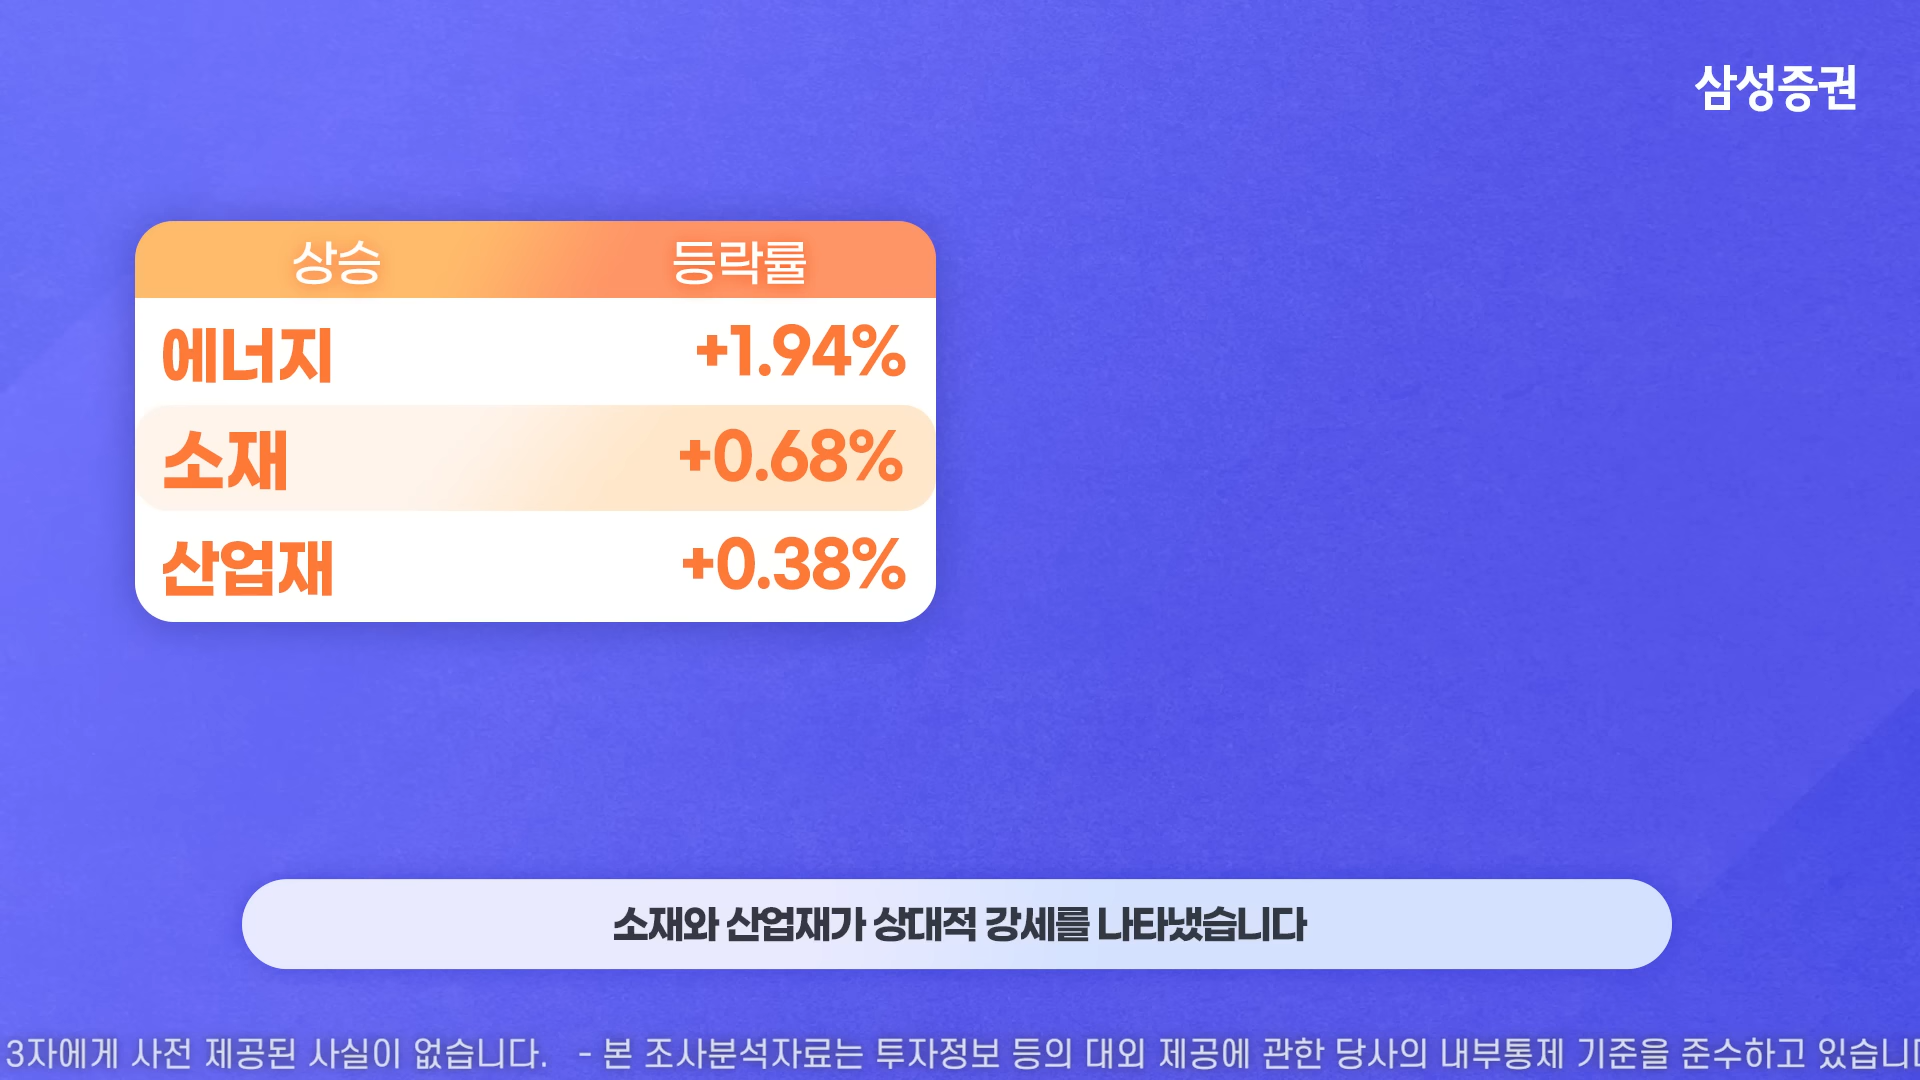 삼성증권
상승 등락률
에너지 +1.94%
소재 +0.68%
산업재 +0.38%
소재와 산업재가 상대적 강세를 나타냈습니다
3자에게 사전 제공된 사실이 없습니다. - 본 조사분석자료는 투자정보 등의 대외 제공에 관한 당사의 내부통제 기준을 준수하고 있습니